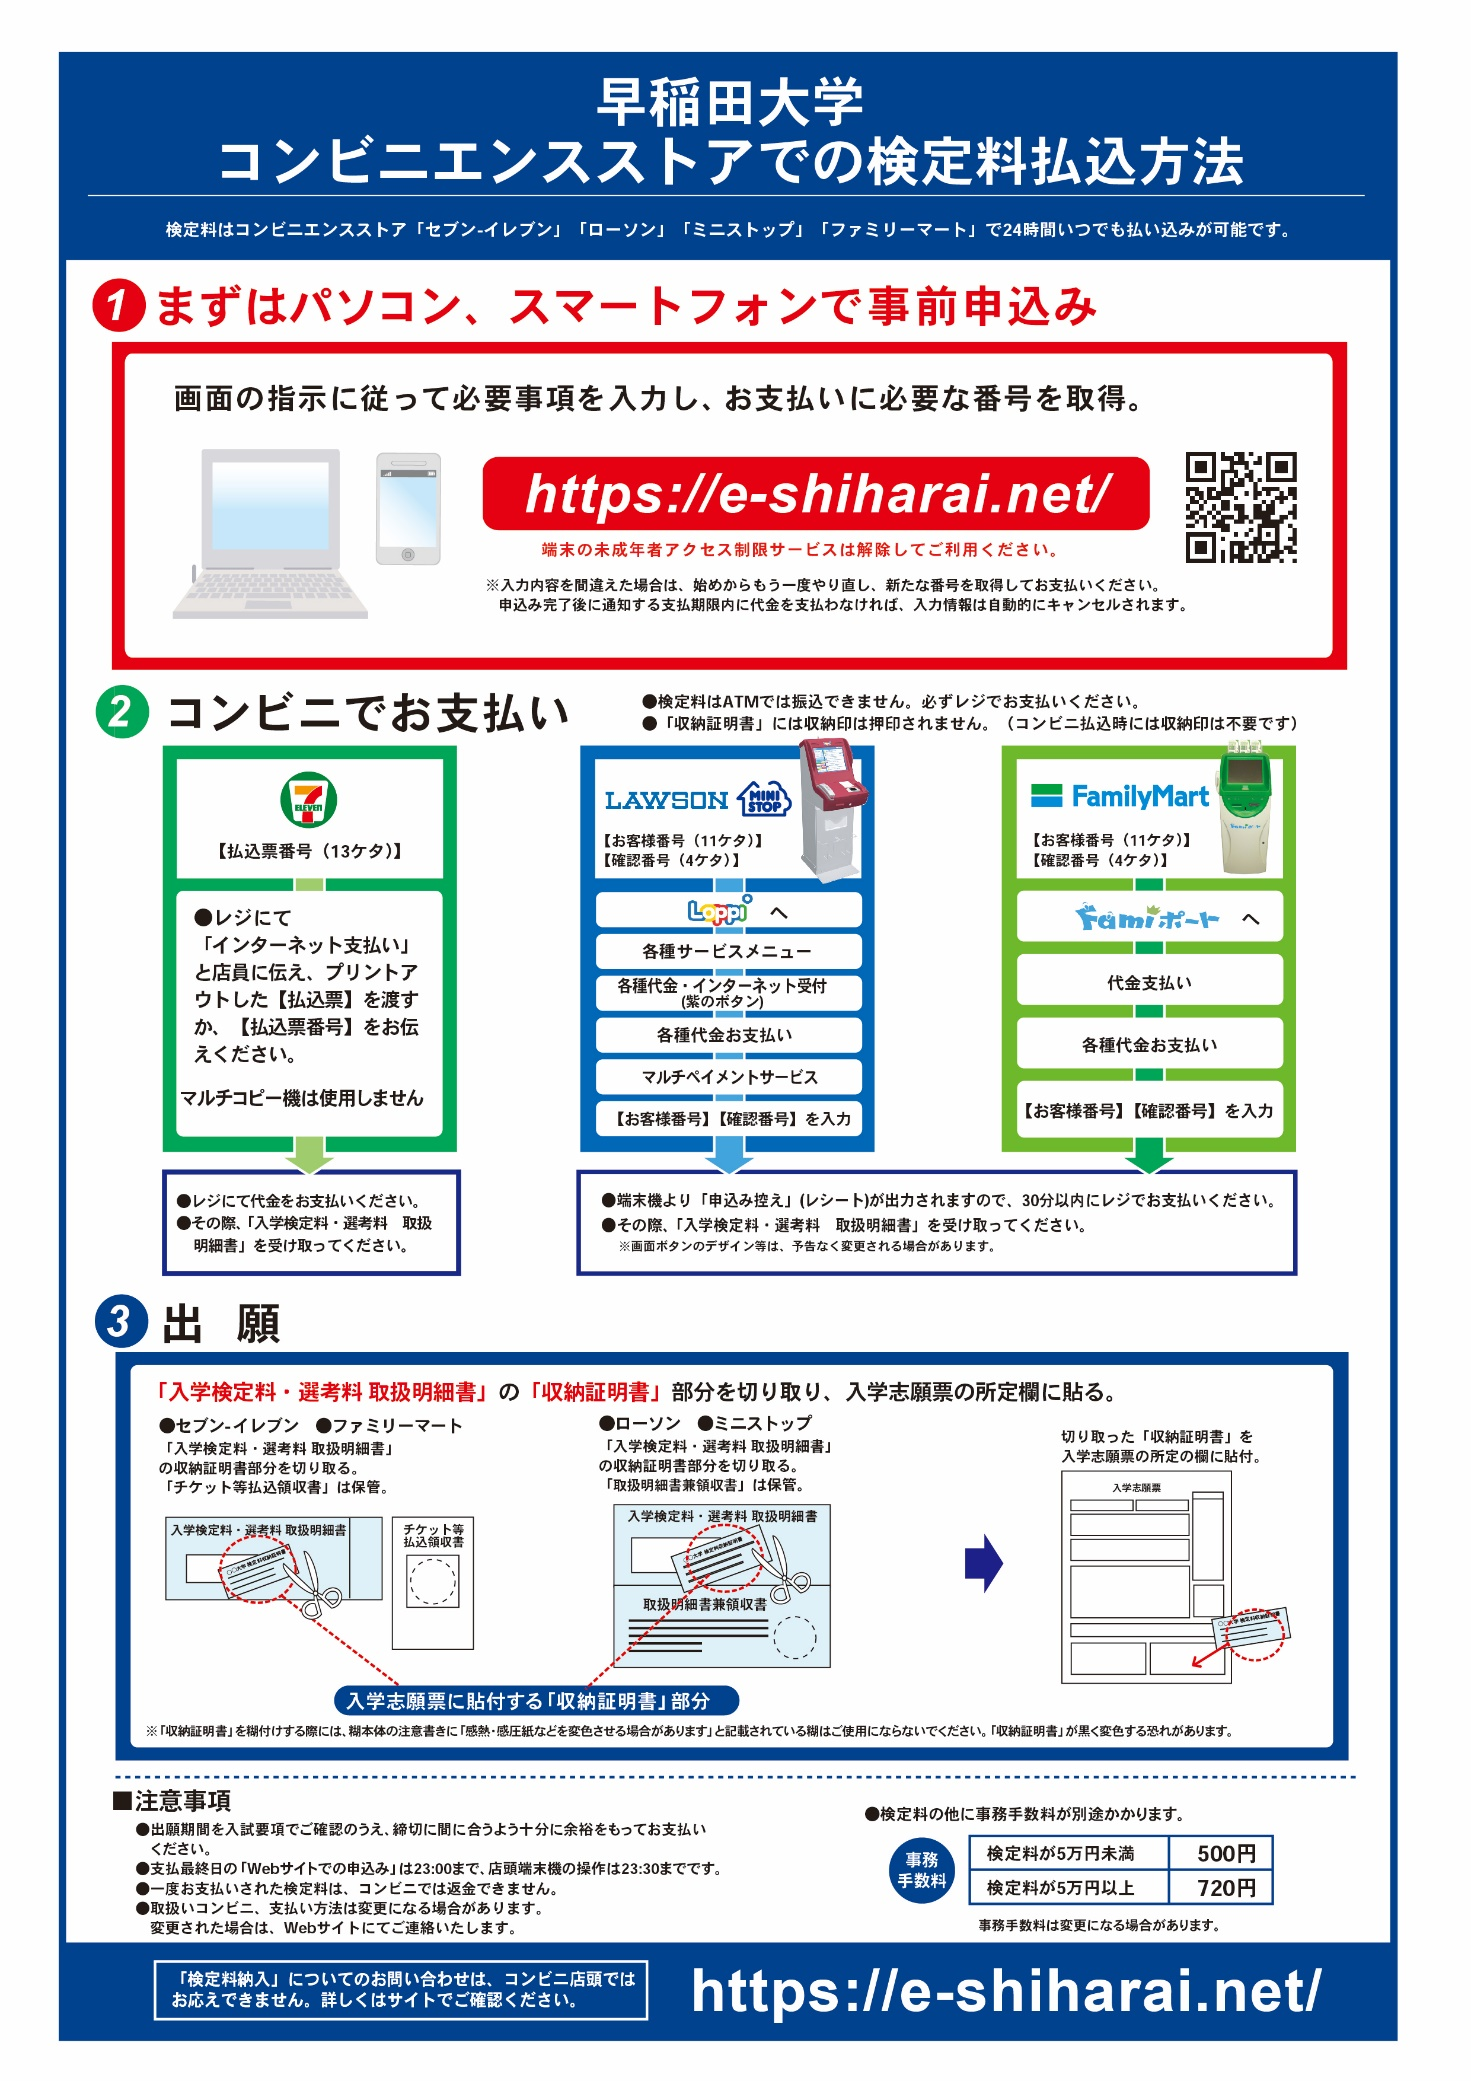 早稲田大学
コンビニエンスストアでの検定料払込方法
検定料はコンビニエンスストア「セブン-イレブン」「ローソン」「ミニストップ」「ファミリーマート」で24時間いつでも払い込みが可能です。
1 まずはパソコン、スマートフォンで事前申込み
画面の指示に従って必要事項を入力し、お支払いに必要な番号を取得。
https://e-shiharai.net/
端末の未成年者アクセス制限サービスは解除してご利用ください。
※入力内容を間違えた場合は、始めからもう一度やり直し、新たな番号を取得してお支払いください。
申込み完了後に通知する支払期限内に代金を支払わなければ、入力情報は自動的にキャンセルされます。
2 コンビニでお支払い
●検定料はATMでは振込できません。必ずレジでお支払いください。
●「収納証明書」には収納印は押印されません。（コンビニ払込時には収納印は不要です）
7
ELEVEN
【払込票番号（13ケタ）】
●レジにて
「インターネット支払い」
と店員に伝え、プリントア
ウトした【払込票】を渡す
か、【払込票番号】をお伝
えください。
マルチコピー機は使用しません
●レジにて代金をお支払いください。
●その際、「入学検定料・選考料　取扱
明細書」を受け取ってください。
LAWSON MINI STOP
【お客様番号（11ケタ）】
【確認番号（4ケタ）】
Loppi へ
各種サービスメニュー
各種代金・インターネット受付
(紫のボタン)
各種代金お支払い
マルチペイメントサービス
【お客様番号】【確認番号】を入力
FamilyMart
【お客様番号（11ケタ）】
【確認番号（4ケタ）】
Famiポート へ
代金支払い
各種代金お支払い
【お客様番号】【確認番号】を入力
●端末機より「申込み控え」(レシート)が出力されますので、30分以内にレジでお支払いください。
●その際、「入学検定料・選考料　取扱明細書」を受け取ってください。
※画面ボタンのデザイン等は、予告なく変更される場合があります。
3 出 願
「入学検定料・選考料 取扱明細書」の「収納証明書」部分を切り取り、入学志願票の所定欄に貼る。
●セブン-イレブン　●ファミリーマート
「入学検定料・選考料 取扱明細書」
の収納証明書部分を切り取る。
「チケット等払込領収書」は保管。
入学検定料・選考料 取扱明細書
○○大学 検定料収納証明書
チケット等
払込領収書
●ローソン　●ミニストップ
「入学検定料・選考料 取扱明細書」
の収納証明書部分を切り取る。
「取扱明細書兼領収書」は保管。
入学検定料・選考料 取扱明細書
○○大学 検定料収納証明書
取扱明細書兼領収書
切り取った「収納証明書」を
入学志願票の所定の欄に貼付。
入学志願票
○○大学 検定料収納証明書
入学志願票に貼付する「収納証明書」部分
※「収納証明書」を糊付けする際には、糊本体の注意書きに「感熱・感圧紙などを変色させる場合があります」と記載されている糊はご使用にならないでください。「収納証明書」が黒く変色する恐れがあります。
■注意事項
●出願期間を入試要項でご確認のうえ、締切に間に合うよう十分に余裕をもってお支払い
ください。
●支払最終日の「Webサイトでの申込み」は23:00まで、店頭端末機の操作は23:30までです。
●一度お支払いされた検定料は、コンビニでは返金できません。
●取扱いコンビニ、支払い方法は変更になる場合があります。
変更された場合は、Webサイトにてご連絡いたします。
●検定料の他に事務手数料が別途かかります。
事務
手数料
検定料が5万円未満 500円
検定料が5万円以上 720円
事務手数料は変更になる場合があります。
「検定料納入」についてのお問い合わせは、コンビニ店頭では
お応えできません。詳しくはサイトでご確認ください。
https://e-shiharai.net/